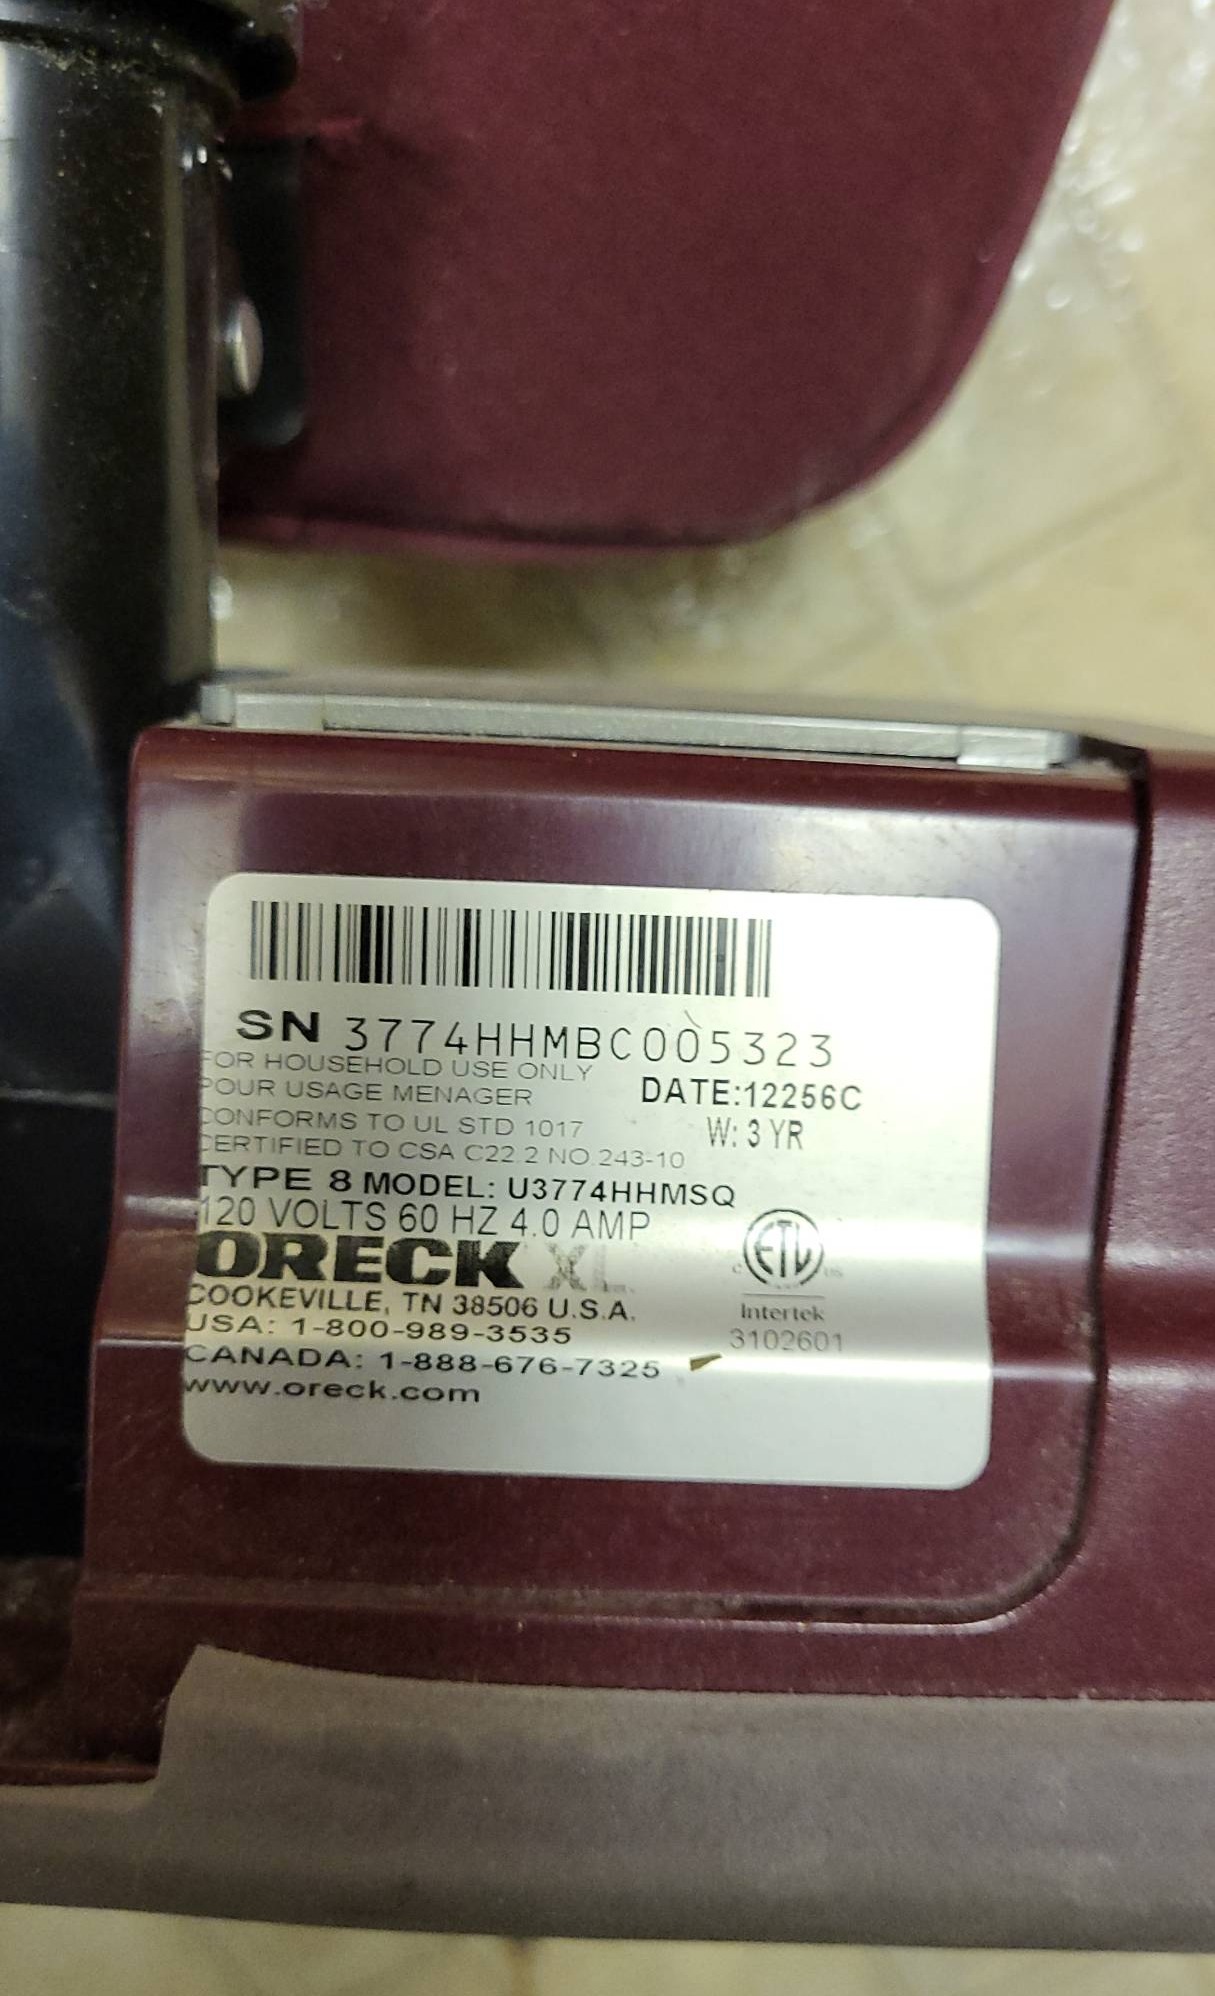 SN 3774HHMBC005323
FOR HOUSEHOLD USE ONLY
POUR USAGE MENAGER
DATE:12256C
CONFORMS TO UL STD 1017
W: 3 YR
CERTIFIED TO CSA C22.2 NO.243-10
TYPE 8 MODEL: U3774HHMSQ
120 VOLTS 60 HZ 4.0 AMP
ORECK XL
COOKEVILLE, TN 38506 U.S.A.
USA: 1-800-989-3535
CANADA: 1-888-676-7325
www.oreck.com
ETL
c us
Intertek
3102601